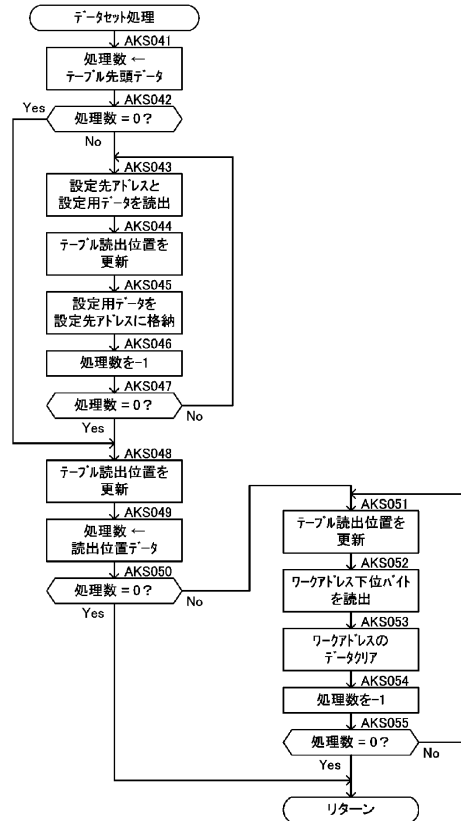 データセット処理
AKS041
処理数 ←
テーブル先頭データ
AKS042
Yes
処理数 = 0?
No
AKS043
設定先アドレスと
設定用データを読出
AKS044
テーブル読出位置を
更新
AKS045
設定用データを
設定先アドレスに格納
AKS046
処理数を-1
AKS047
処理数 = 0?
No
Yes
AKS048
テーブル読出位置を
更新
AKS049
処理数 ←
読出位置データ
AKS050
処理数 = 0?
No
Yes
AKS051
テーブル読出位置を
更新
AKS052
ワークアドレス下位バイト
を読出
AKS053
ワークアドレスの
データクリア
AKS054
処理数を-1
AKS055
処理数 = 0?
No
Yes
リターン